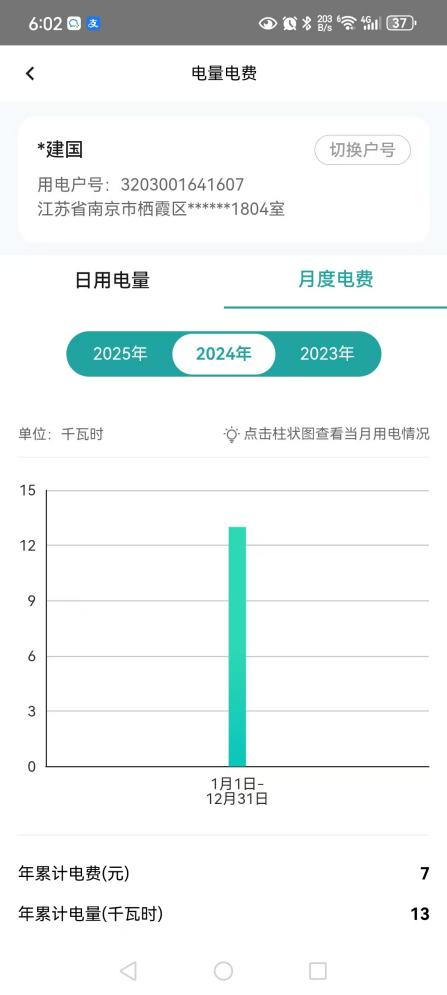 6:02
203 B/s
6
4G
37
电量电费
*建国
切换户号
用电户号：3203001641607
江苏省南京市栖霞区******1804室
日用电量
月度电费
2025年
2024年
2023年
单位：千瓦时
点击柱状图查看当月用电情况
15
12
9
6
3
0
1月1日-
12月31日
年累计电费(元)
7
年累计电量(千瓦时)
13